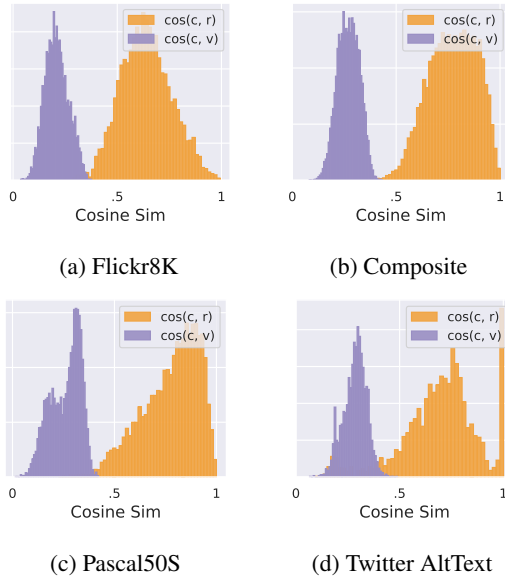 cos(c, r)
cos(c, v)
0 .5 1
Cosine Sim
(a) Flickr8K
cos(c, r)
cos(c, v)
0 .5 1
Cosine Sim
(b) Composite
cos(c, r)
cos(c, v)
0 .5 1
Cosine Sim
(c) Pascal50S
cos(c, r)
cos(c, v)
0 .5 1
Cosine Sim
(d) Twitter AltText